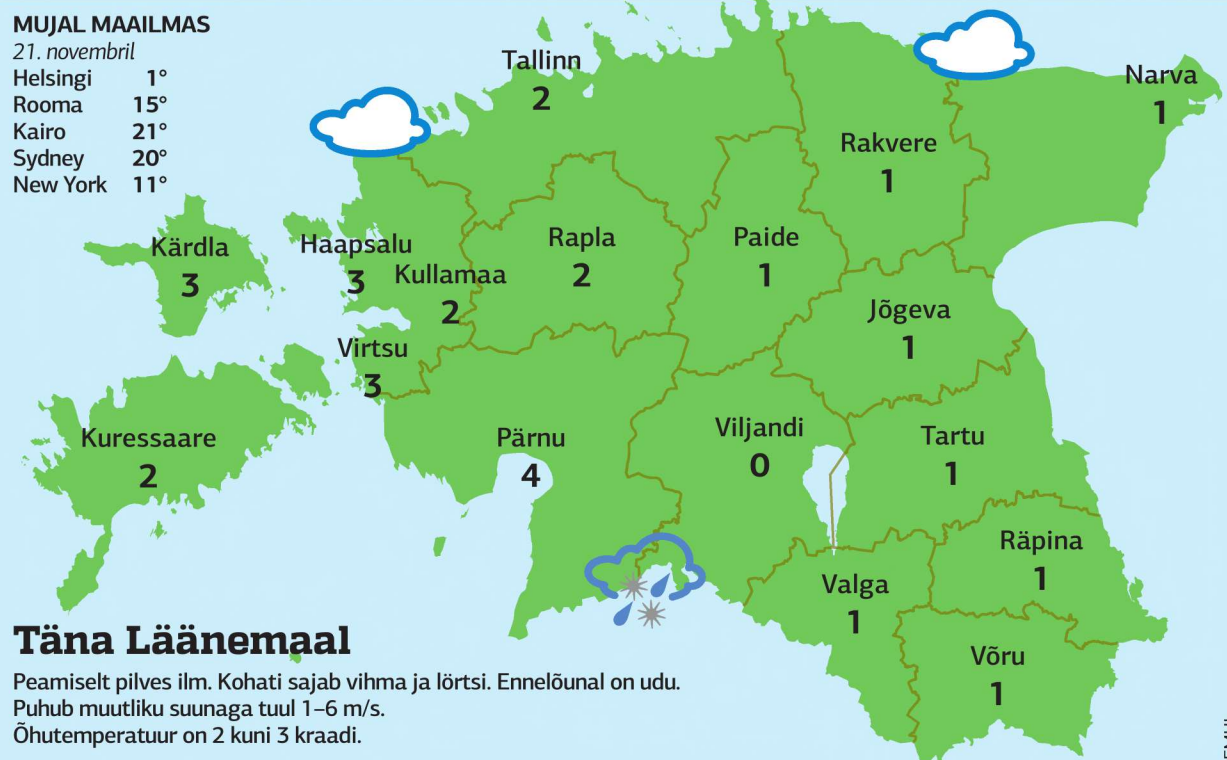 MUJAL MAAILMAS
21. novembril
Helsingi 1°
Rooma 15°
Kairo 21°
Sydney 20°
New York 11°
Tallinn
2
Narva
1
Rakvere
1
Kärdla
3
Haapsalu
3
Kullamaa
2
Rapla
2
Paide
1
Jõgeva
1
Virtsu
3
Kuressaare
2
Pärnu
4
Viljandi
0
Tartu
1
Räpina
1
Valga
1
Võru
1
Täna Läänemaal
Peamiselt pilves ilm. Kohati sajab vihma ja lörtsi. Ennelõunal on udu.
Puhub muutliku suunaga tuul 1–6 m/s.
Õhutemperatuur on 2 kuni 3 kraadi.